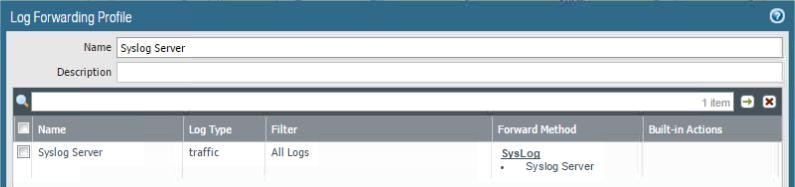 Log Forwarding Profile
Name Syslog Server
Description
1 item
Name Log Type Filter Forward Method Built-in Actions
Syslog Server traffic All Logs SysLog
• Syslog Server